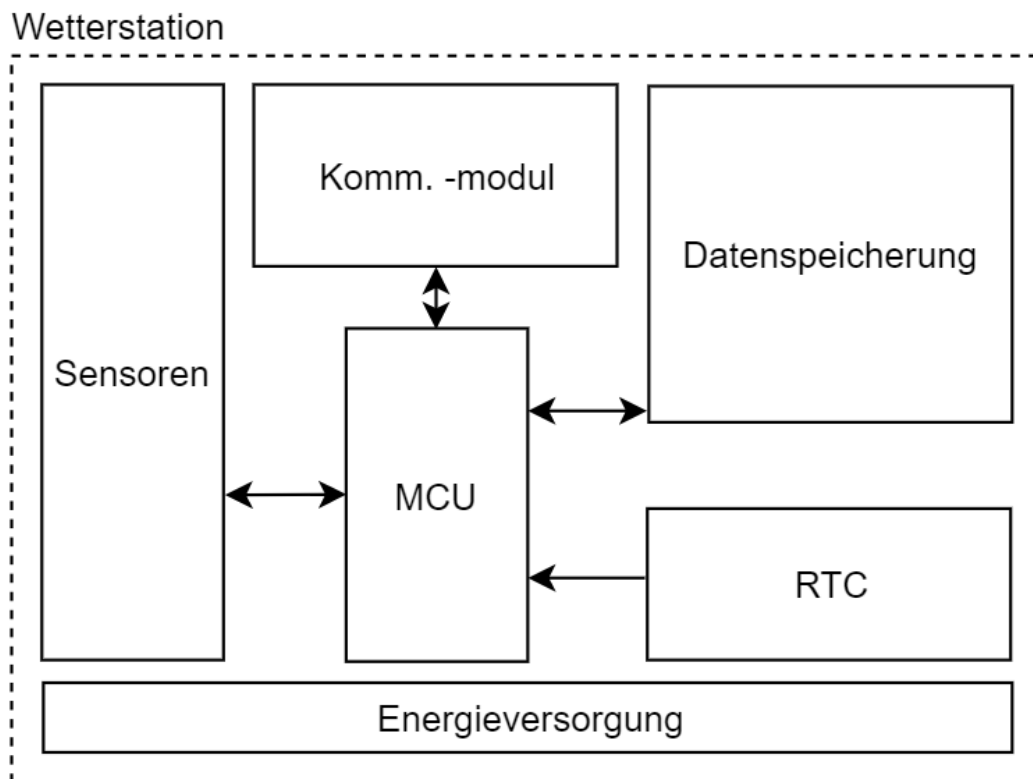 Wetterstation
Komm. -modul
Datenspeicherung
Sensoren
MCU
RTC
Energieversorgung